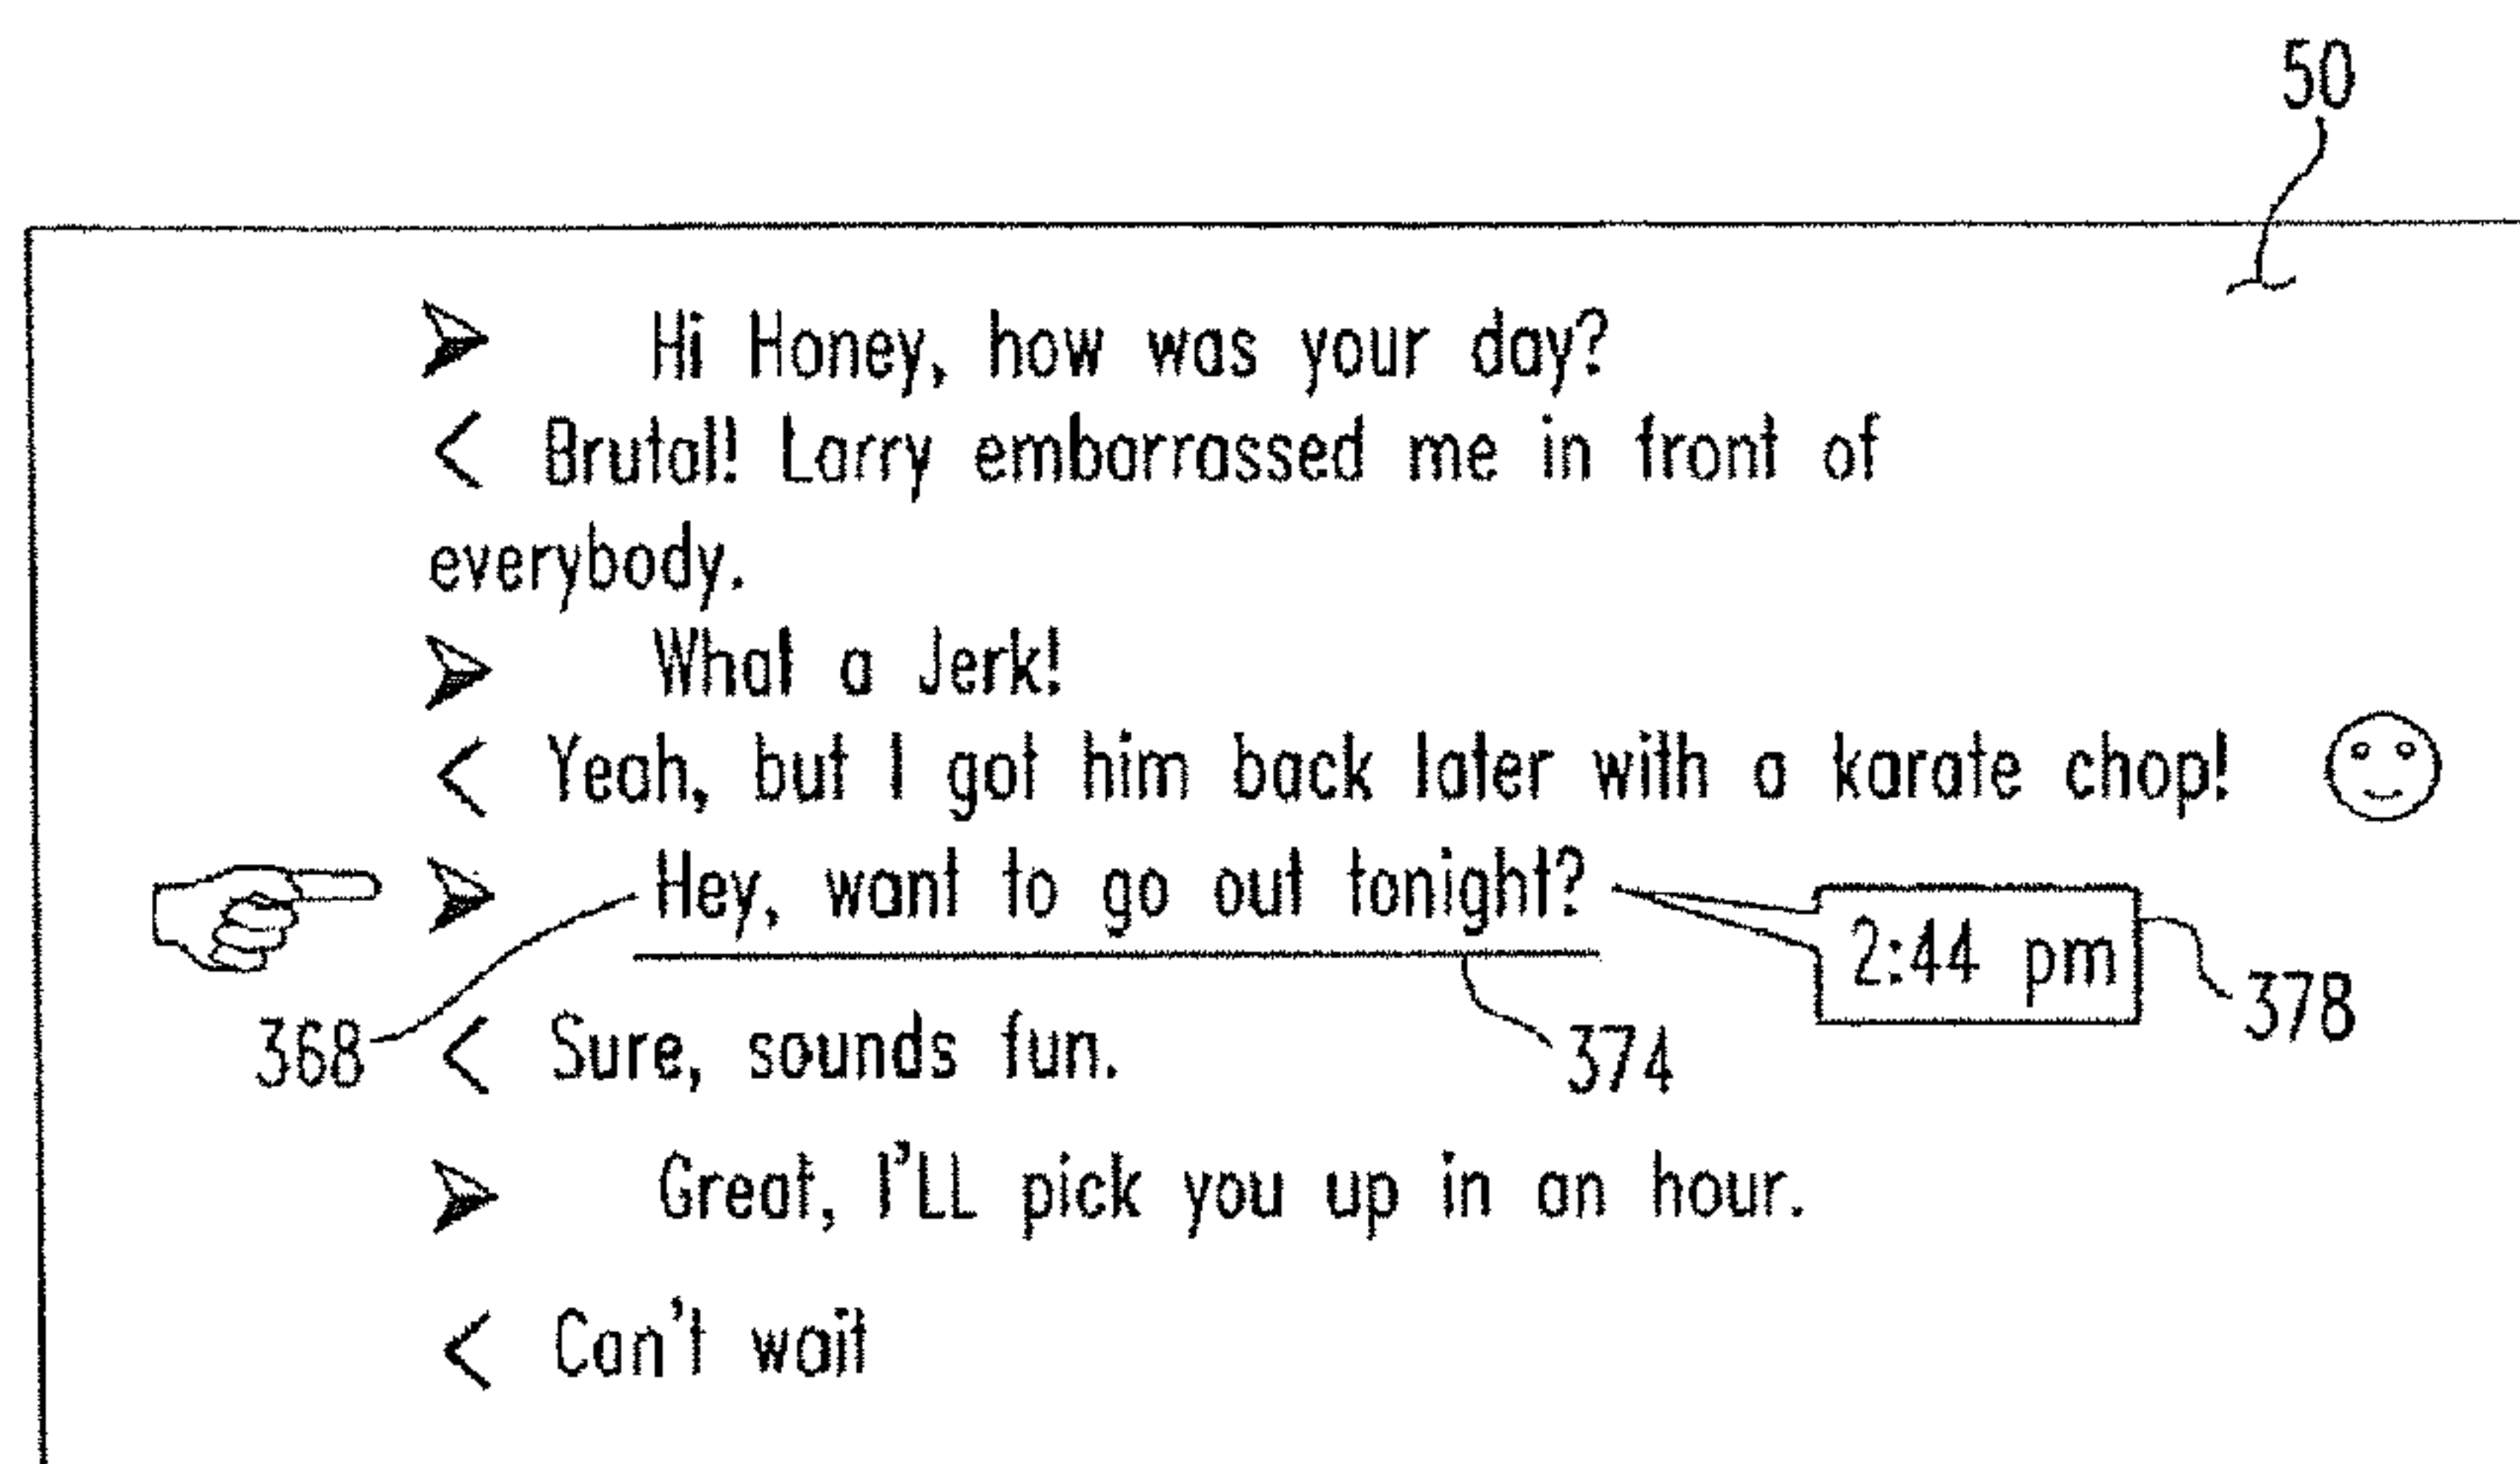 50
➢ Hi Honey, how was your day?
< Brutal! Larry embarrassed me in front of
everybody.
➢ What a Jerk!
< Yeah, but I got him back later with a karate chop!
➢ Hey, want to go out tonight?
2:44 pm
378
368
< Sure, sounds fun.
374
➢ Great, I'LL pick you up in an hour.
< Can't wait